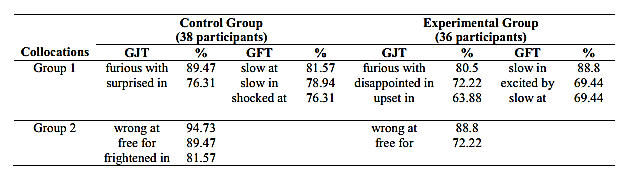 Control Group Experimental Group
(38 participants) (36 participants)
Collocations GJT % GFT % GJT % GFT %
Group 1 furious with 89.47 slow at 81.57 furious with 80.5 slow in 88.8
surprised in 76.31 slow in 78.94 disappointed in 72.22 excited by 69.44
shocked at 76.31 upset in 63.88 slow at 69.44
Group 2 wrong at 94.73 wrong at 88.8
free for 89.47 free for 72.22
frightened in 81.57